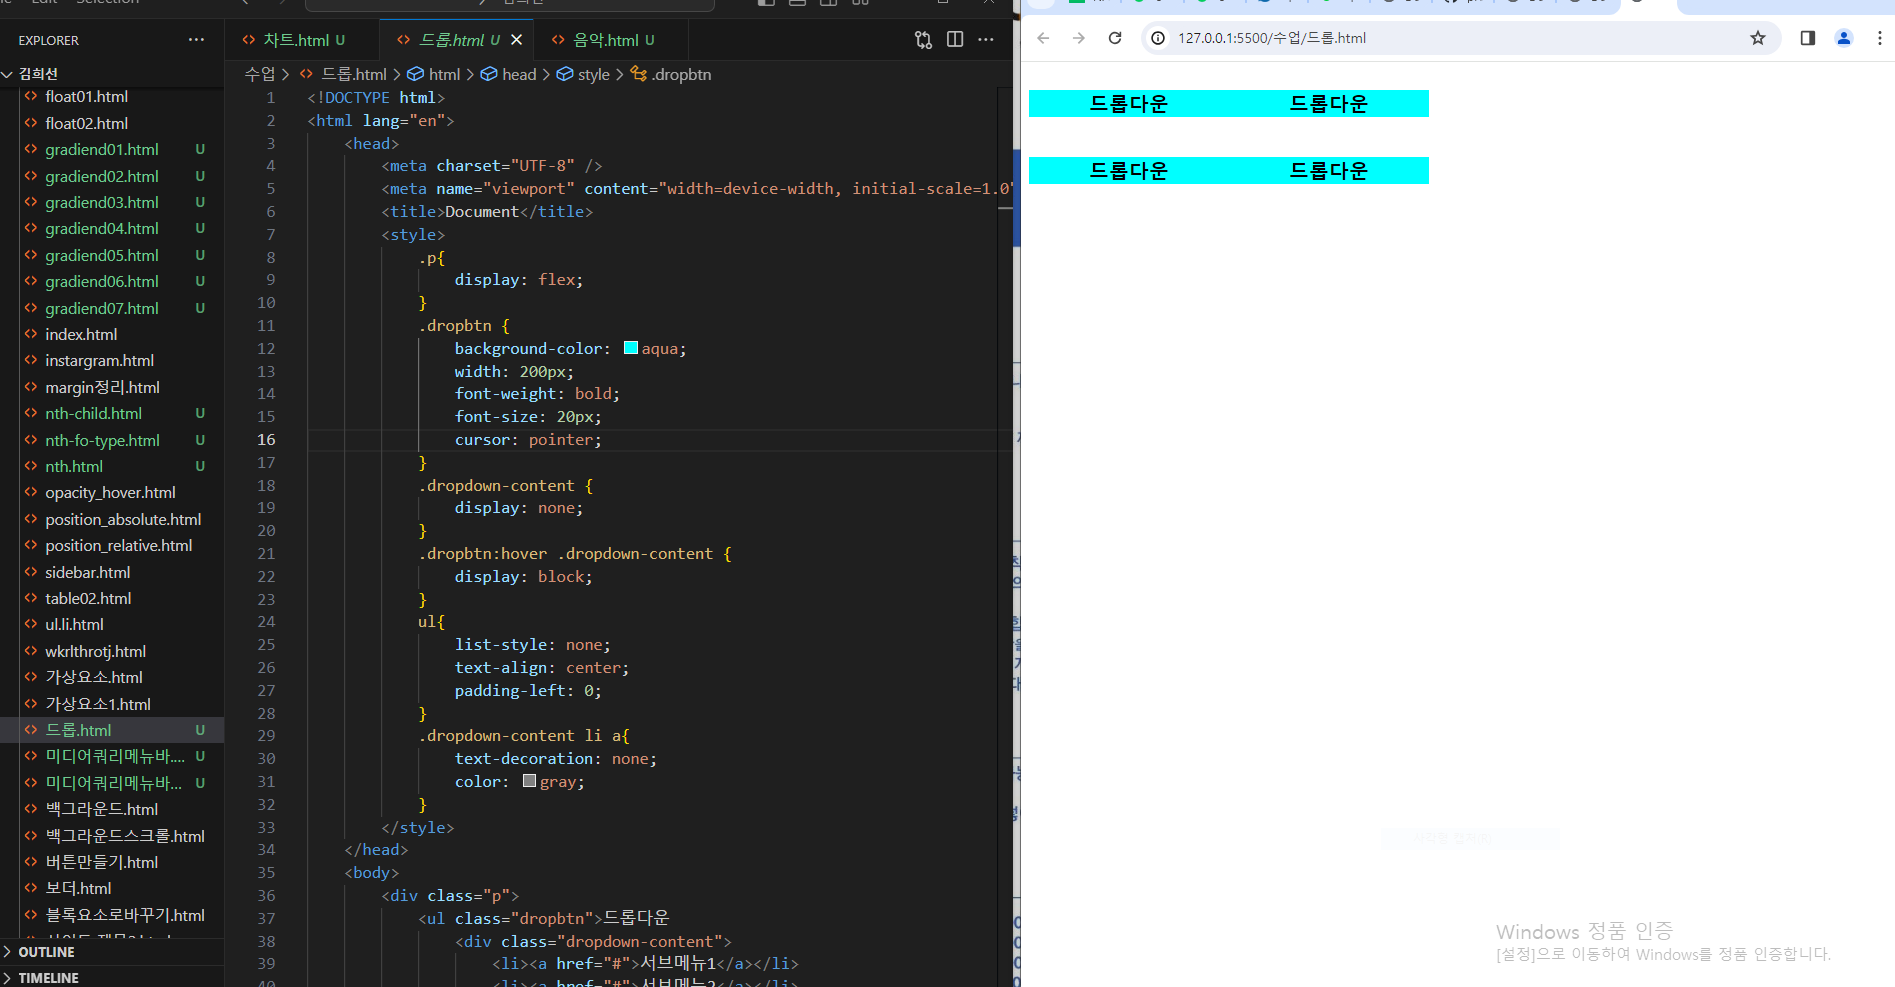 Edit
Selection
김희선
EXPLORER
김희선
float01.html
float02.html
gradiend01.html U
gradiend02.html U
gradiend03.html U
gradiend04.html U
gradiend05.html U
gradiend06.html U
gradiend07.html U
index.html
instargram.html
margin정리.html
nth-child.html U
nth-fo-type.html U
nth.html U
opacity_hover.html
position_absolute.html
position_relative.html
sidebar.html
table02.html
ul.li.html
wkrlthrotj.html
가상요소.html
가상요소1.html
드롭.html U
미디어쿼리메뉴바.... U
미디어쿼리메뉴바... U
백그라운드.html
백그라운드스크롤.html
버튼만들기.html
보더.html
블록요소로바꾸기.html
OUTLINE
TIMELINE
차트.html U
드롭.html U
음악.html U
수업 > 드롭.html > html > head > style > .dropbtn
1 <!DOCTYPE html>
2 <html lang="en">
3 <head>
4 <meta charset="UTF-8" />
5 <meta name="viewport" content="width=device-width, initial-scale=1.0"
6 <title>Document</title>
7 <style>
8 .p{
9 display: flex;
10 }
11 .dropbtn {
12 background-color: aqua;
13 width: 200px;
14 font-weight: bold;
15 font-size: 20px;
16 cursor: pointer;
17 }
18 .dropdown-content {
19 display: none;
20 }
21 .dropbtn:hover .dropdown-content {
22 display: block;
23 }
24 ul{
25 list-style: none;
26 text-align: center;
27 padding-left: 0;
28 }
29 .dropdown-content li a{
30 text-decoration: none;
31 color: gray;
32 }
33 </style>
34 </head>
35 <body>
36 <div class="p">
37 <ul class="dropbtn">드롭다운
38 <div class="dropdown-content">
39 <li><a href="#">서브메뉴1</a></li>
40 <li><a href="#">서브메뉴2</a></li>
127.0.0.1:5500/수업/드롭.html
드롭다운 드롭다운
드롭다운 드롭다운
Windows 정품 인증
[설정]으로 이동하여 Windows를 정품 인증합니다.